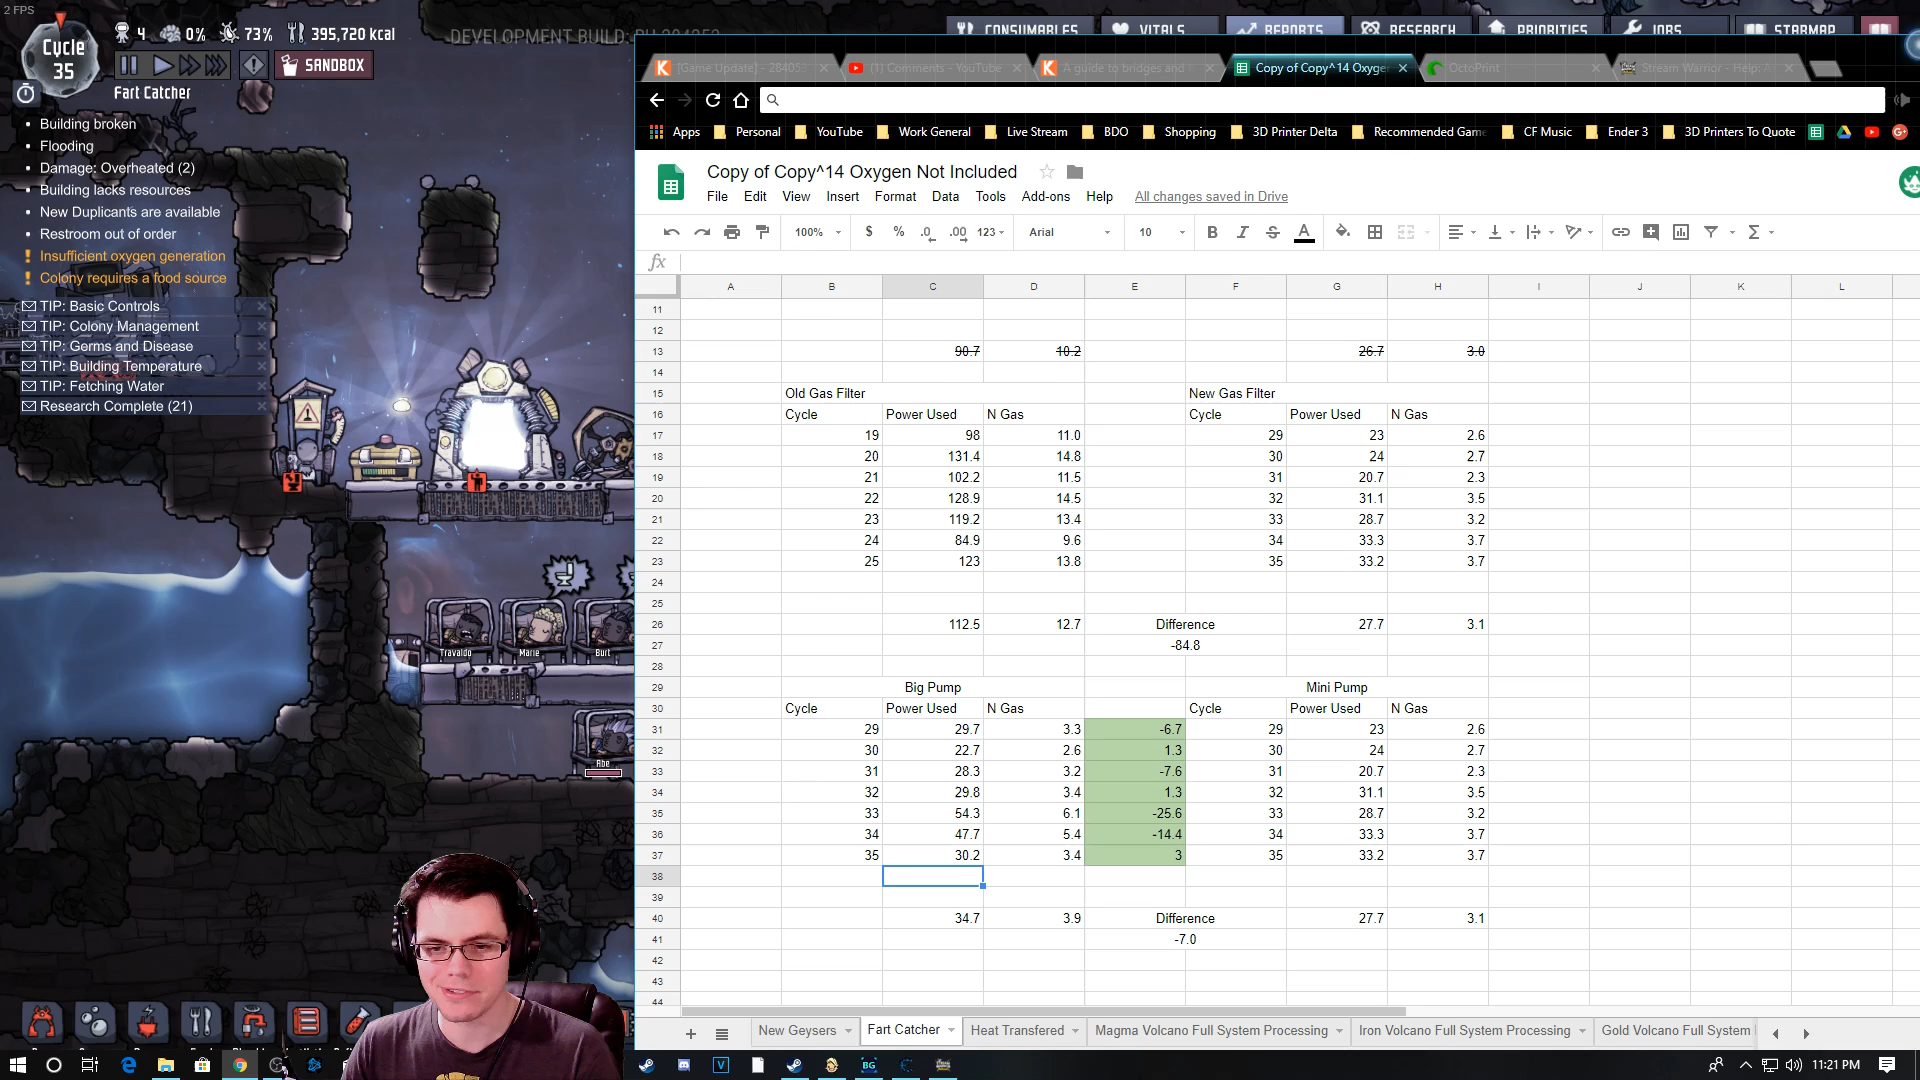 2 FPS
Cycle
35
4 0% 73% 395,720 kcal
SANDBOX
Fart Catcher
Building broken
Flooding
Damage: Overheated (2)
Building lacks resources
New Duplicants are available
Restroom out of order
Insufficient oxygen generation
Colony requires a food source
TIP: Basic Controls
TIP: Colony Management
TIP: Germs and Disease
TIP: Building Temperature
TIP: Fetching Water
Research Complete (21)
Travaldo Marie Burt
Abe
DEVELOPMENT BUILD:
CONSUMABLES VITALS REPORTS RESEARCH PRIORITIES JOBS STARMAP
[Game Update] - 28405 (1) Comments - YouTube A guide to bridges and Copy of Copy^14 Oxyge OctoPrint Stream Warrior - Help:
Apps Personal YouTube Work General Live Stream BDO Shopping 3D Printer Delta Recommended Game CF Music Ender 3 3D Printers To Quote
Copy of Copy^14 Oxygen Not Included
File Edit View Insert Format Data Tools Add-ons Help All changes saved in Drive
100% $ % .0 .00 123 Arial 10 B I S A
fx
A B C D E F G H I J K L
11
12
13 90.7 10.2 26.7 3.0
14
15 Old Gas Filter New Gas Filter
16 Cycle Power Used N Gas Cycle Power Used N Gas
17 19 98 11.0 29 23 2.6
18 20 131.4 14.8 30 24 2.7
19 21 102.2 11.5 31 20.7 2.3
20 22 128.9 14.5 32 31.1 3.5
21 23 119.2 13.4 33 28.7 3.2
22 24 84.9 9.6 34 33.3 3.7
23 25 123 13.8 35 33.2 3.7
24
25
26 112.5 12.7 Difference 27.7 3.1
27 -84.8
28
29 Big Pump Mini Pump
30 Cycle Power Used N Gas Cycle Power Used N Gas
31 29 29.7 3.3 -6.7 29 23 2.6
32 30 22.7 2.6 1.3 30 24 2.7
33 31 28.3 3.2 -7.6 31 20.7 2.3
34 32 29.8 3.4 1.3 32 31.1 3.5
35 33 54.3 6.1 -25.6 33 28.7 3.2
36 34 47.7 5.4 -14.4 34 33.3 3.7
37 35 30.2 3.4 3 35 33.2 3.7
38
39
40 34.7 3.9 Difference 27.7 3.1
41 -7.0
42
43
44
New Geysers Fart Catcher Heat Transfered Magma Volcano Full System Processing Iron Volcano Full System Processing Gold Volcano Full System
11:21 PM